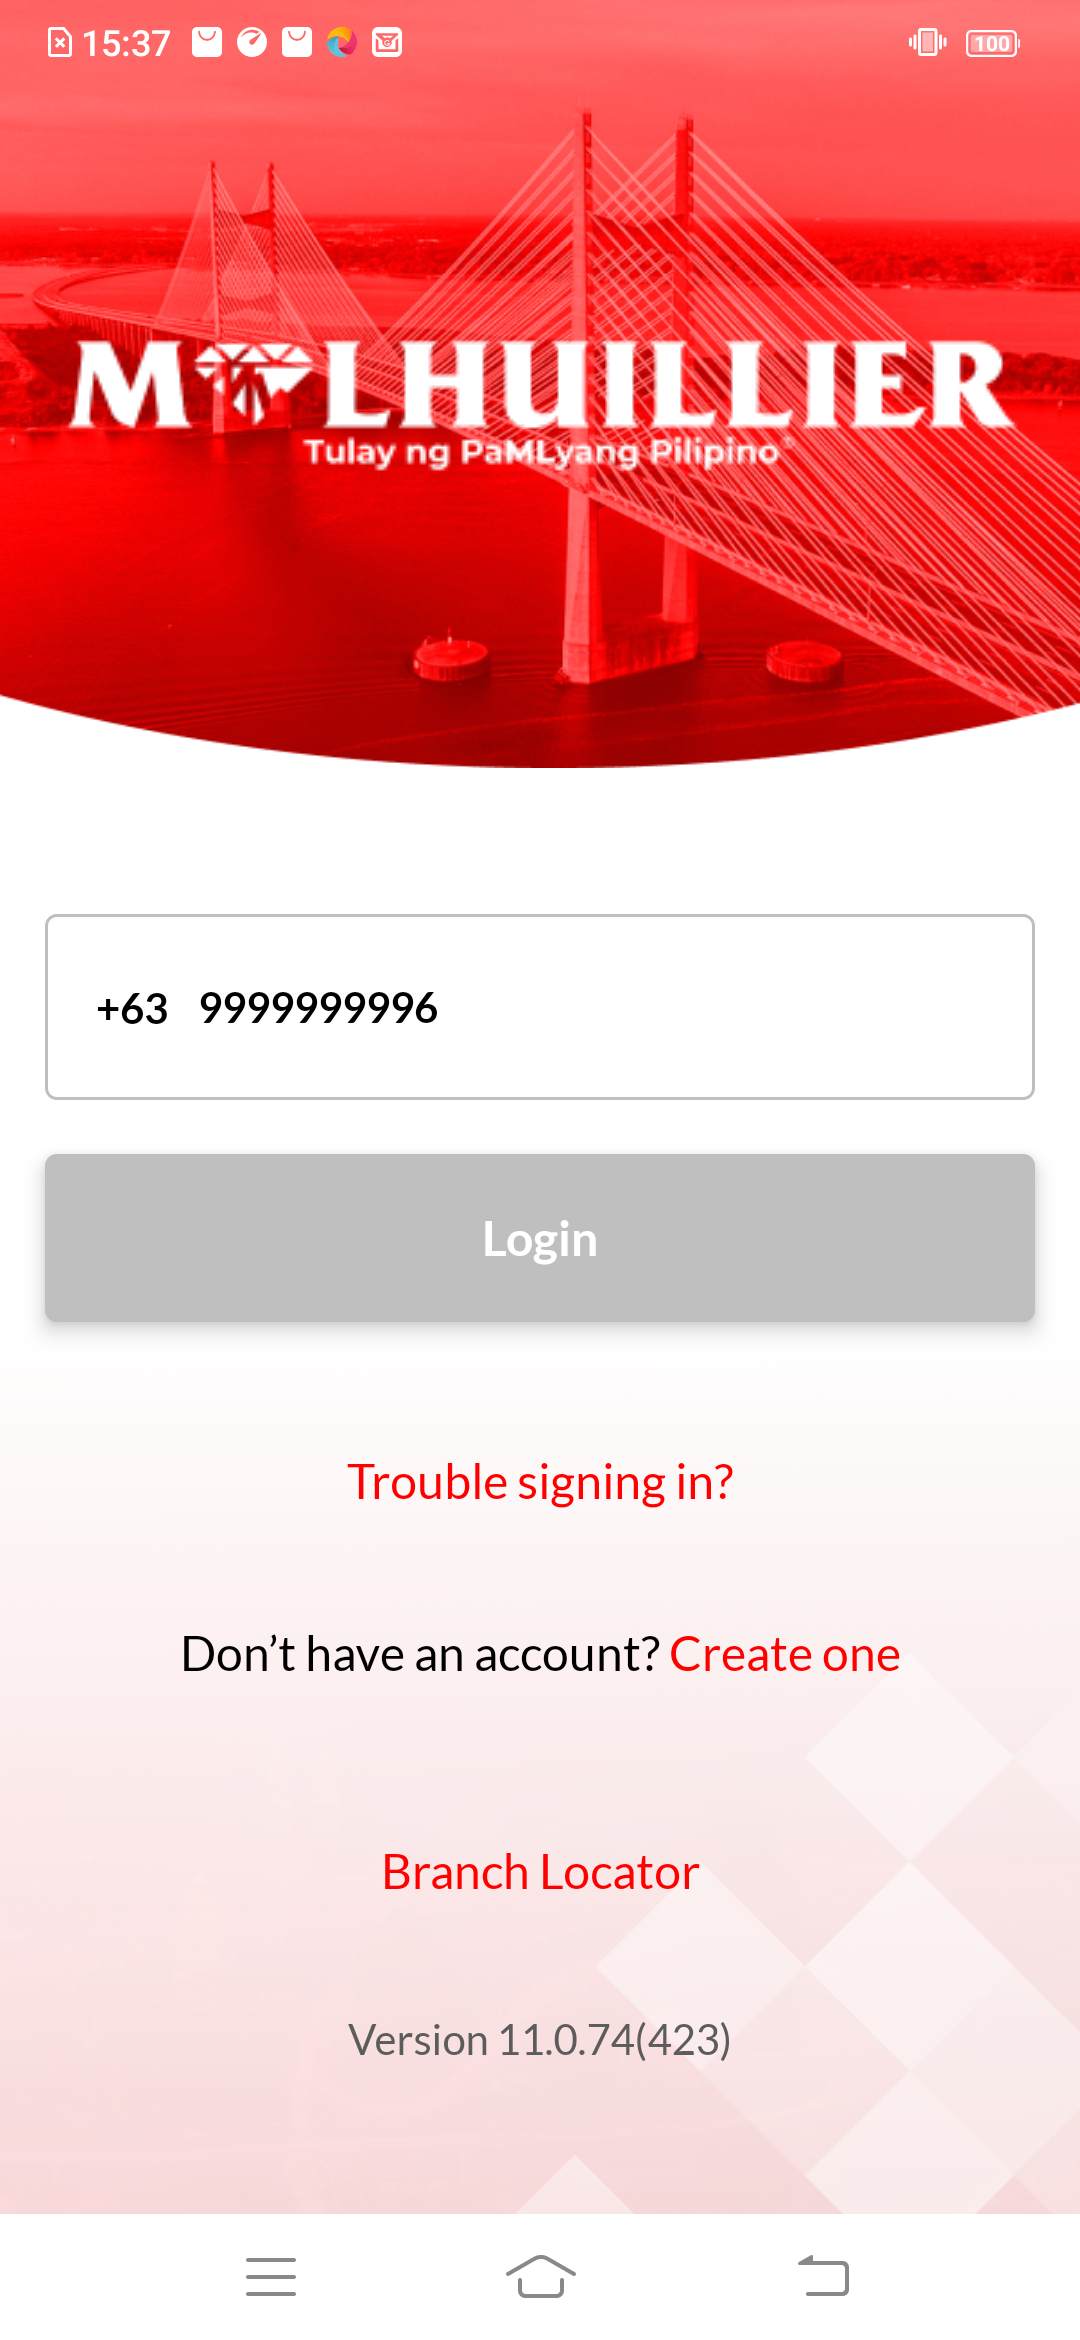 15:37
100
M LHUILLIER
Tulay ng PaMLyang Pilipino
+63 9999999996
Login
Trouble signing in?
Don’t have an account? Create one
Branch Locator
Version 11.0.74(423)